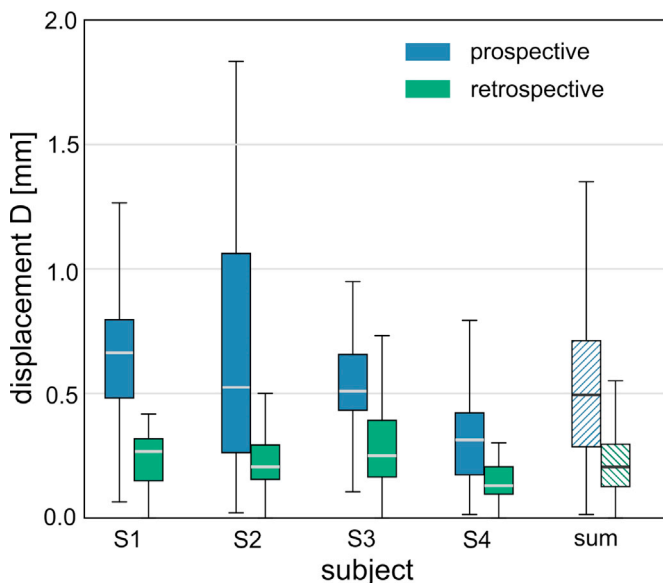 prospective
retrospective
displacement D [mm]
2.0
1.5
1.0
0.5
0.0
S1 S2 S3 S4 sum
subject